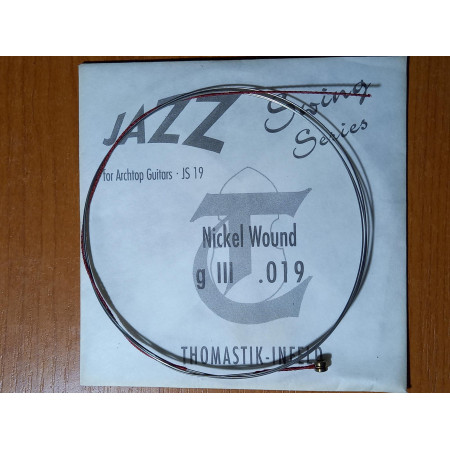 JAZZ Swing
Series
for Archtop Guitars · JS 19
Nickel Wound
g III .019
THOMASTIK-INFELD